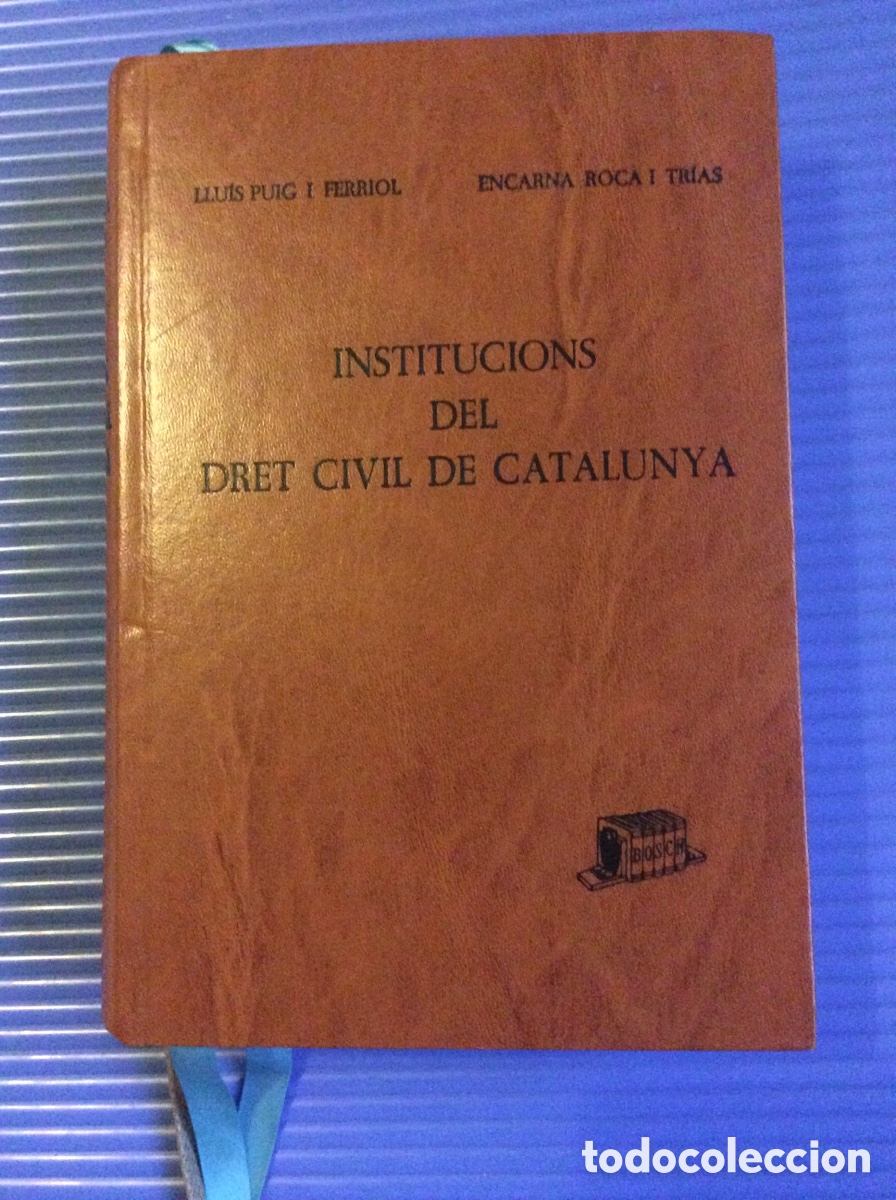 LLUÍS PUIG I FERRIOL ENCARNA ROCA I TRÍAS
INSTITUCIONS
DEL
DRET CIVIL DE CATALUNYA
BOSCH
todocoleccion